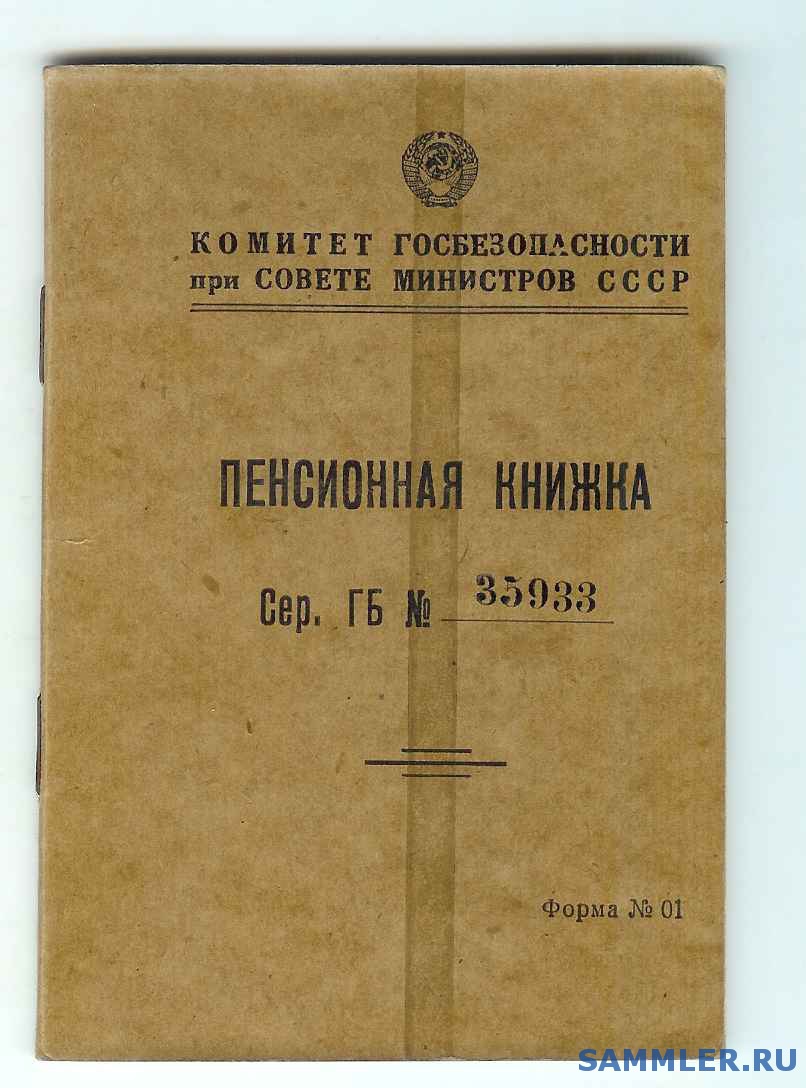 КОМИТЕТ ГОСБЕЗОПАСНОСТИ
при СОВЕТЕ МИНИСТРОВ СССР
ПЕНСИОННАЯ КНИЖКА
Сер. ГБ № 35933
Форма № 01
SAMMLER.RU